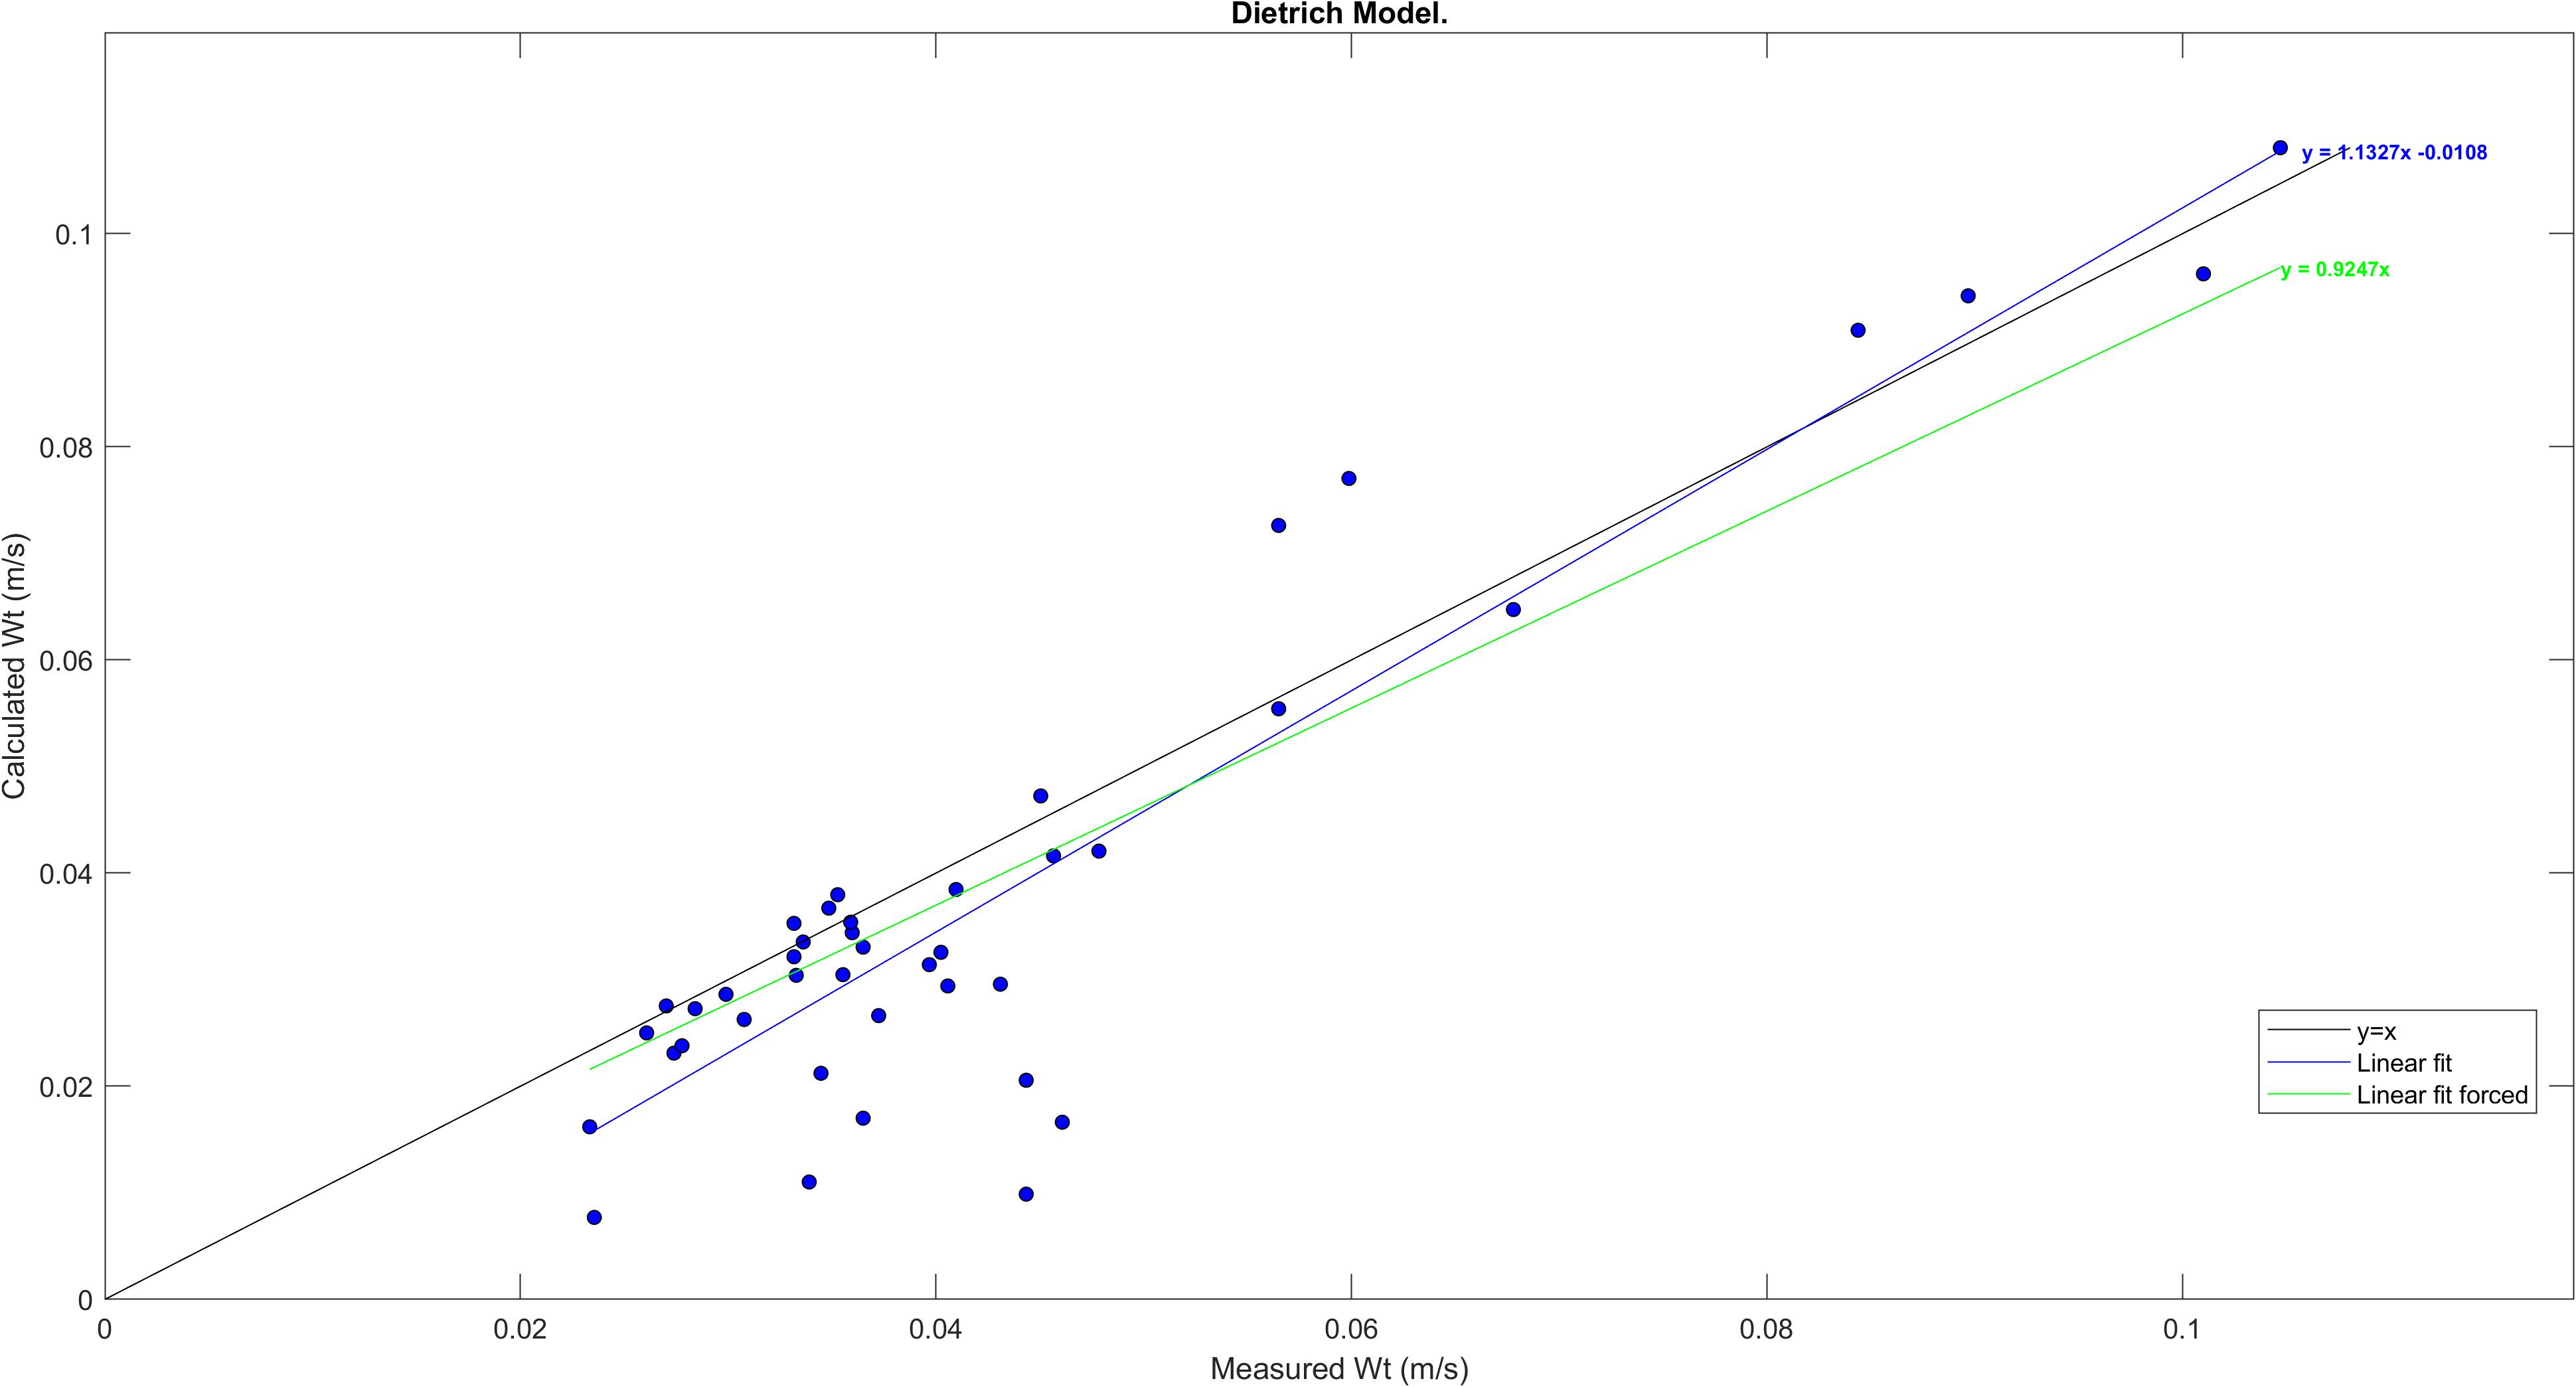 Dietrich Model.
y = 1.1327x -0.0108
y = 0.9247x
0.1
0.08
0.06
0.04
0.02
0
Calculated Wt (m/s)
y=x
Linear fit
Linear fit forced
0
0.02
0.04
0.06
0.08
0.1
Measured Wt (m/s)